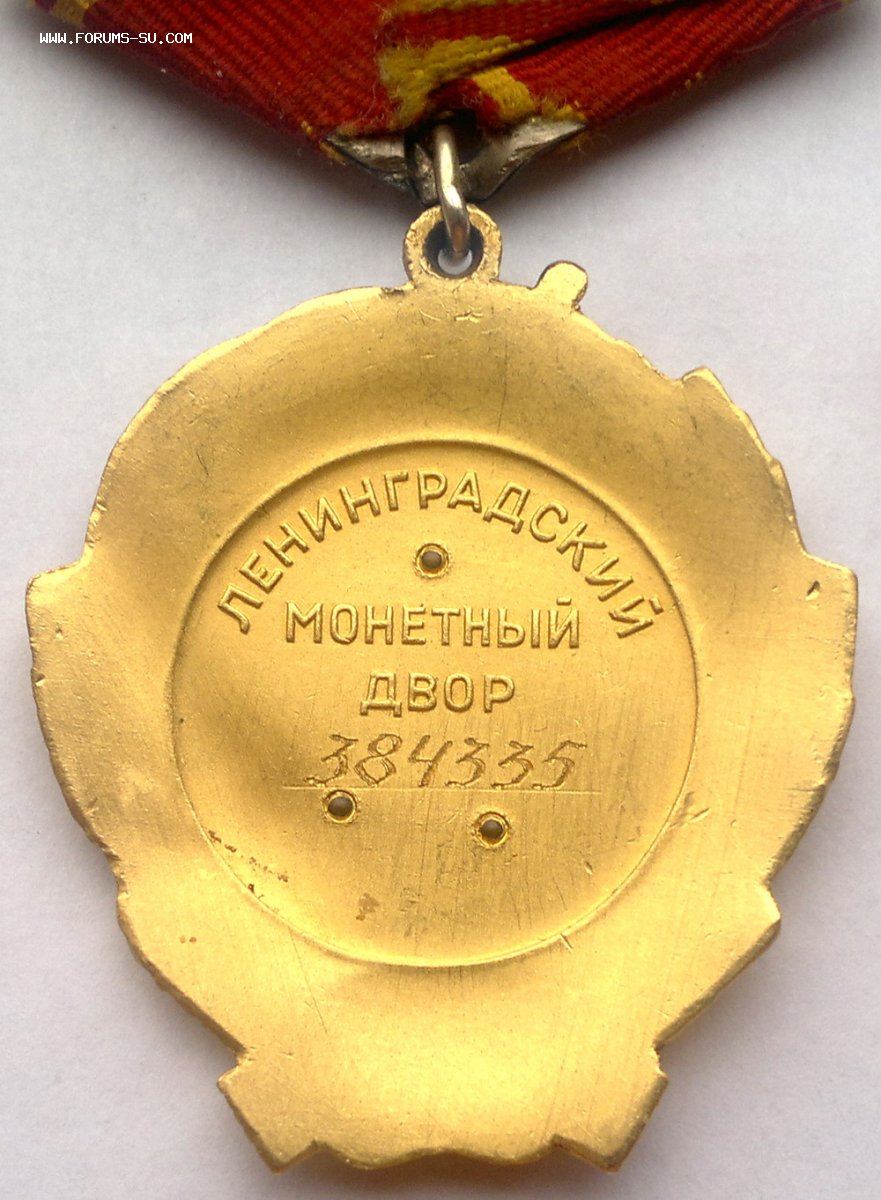 WWW.FORUMS-SU.COM
ЛЕНИНГРАДСКИЙ
МОНЕТНЫЙ
ДВОР
384335